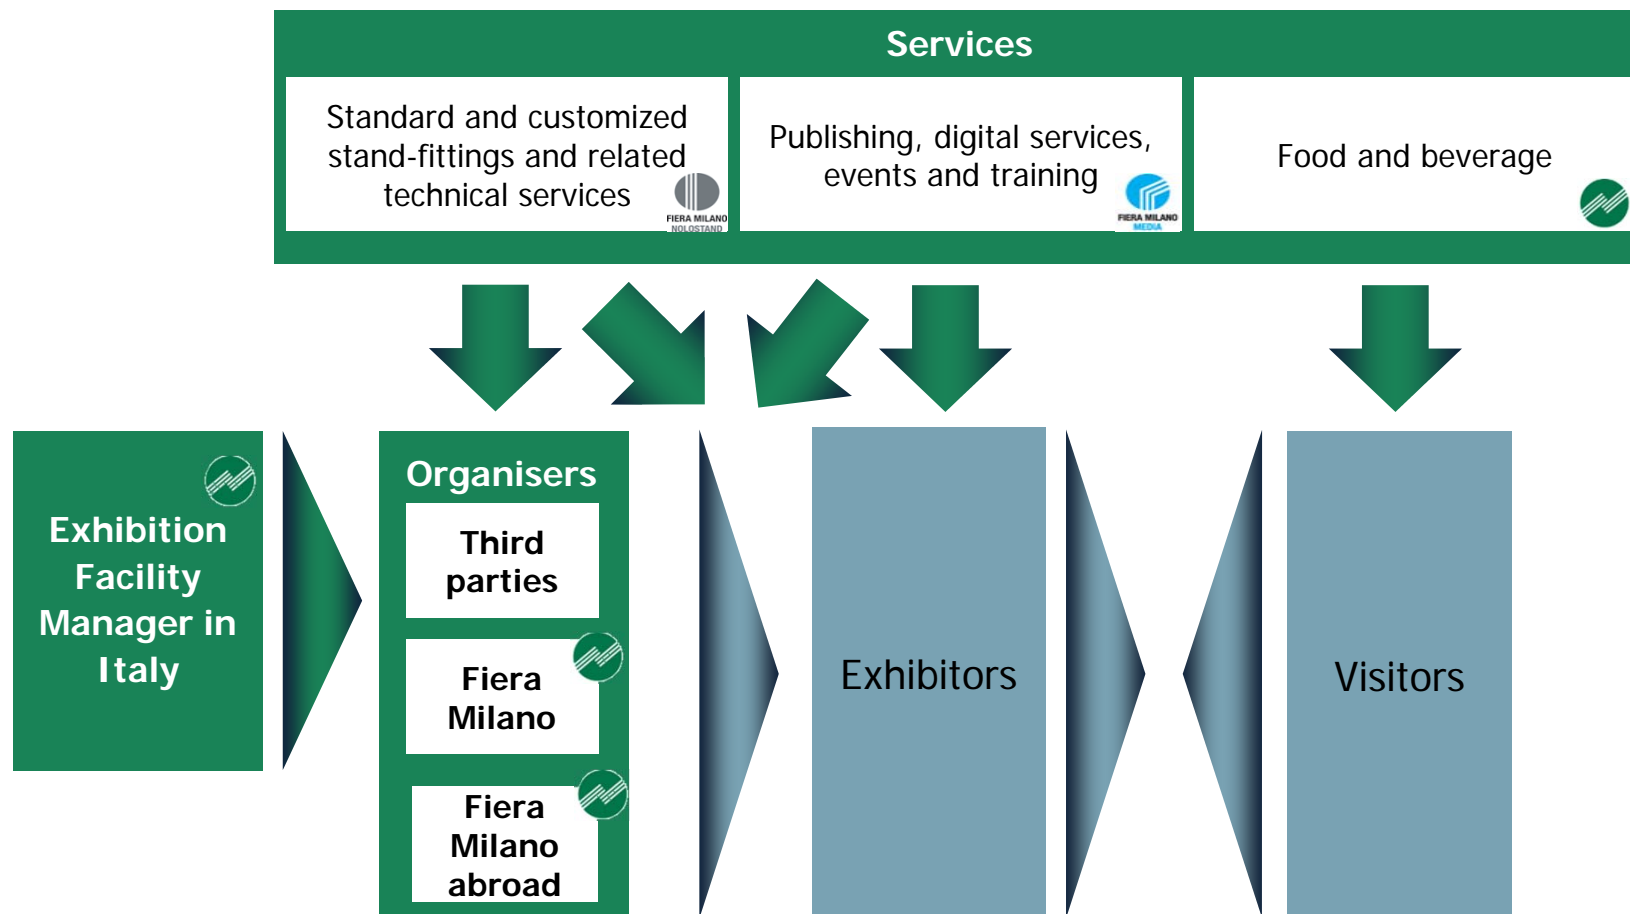 Services
Standard and customized
stand-fittings and related
technical services
FIERA MILANO
NOLOSTAND
Publishing, digital services,
events and training
FIERA MILANO
MEDIA
Food and beverage
Exhibition
Facility
Manager in
Italy
Organisers
Third
parties
Fiera
Milano
Fiera
Milano
abroad
Exhibitors
Visitors